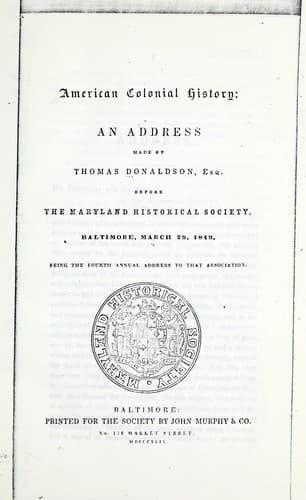 American Colonial History:
AN ADDRESS
MADE BY
THOMAS DONALDSON, Esq.
BEFORE
THE MARYLAND HISTORICAL SOCIETY,
BALTIMORE, MARCH 29, 1849,
BEING THE FOURTH ANNUAL ADDRESS TO THAT ASSOCIATION.
MARYLAND HISTORICAL SOCIETY
BALTIMORE:
PRINTED FOR THE SOCIETY BY JOHN MURPHY & CO.
No. 178 MARKET STREET.
MDCCCXLIX.